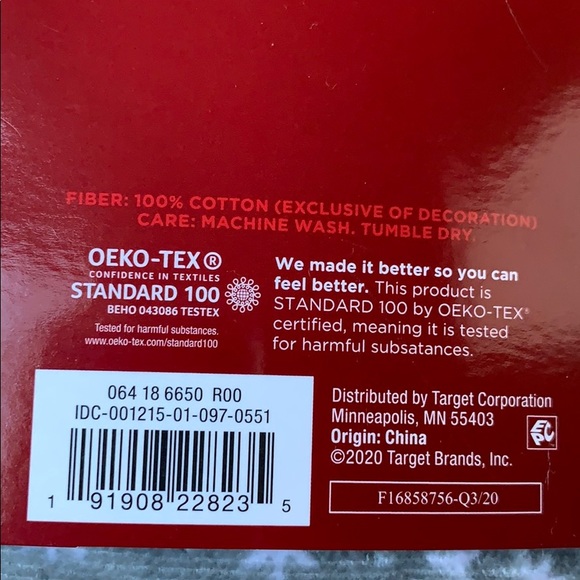 FIBER: 100% COTTON (EXCLUSIVE OF DECORATION)
CARE: MACHINE WASH. TUMBLE DRY.
OEKO-TEX®
CONFIDENCE IN TEXTILES
STANDARD 100
BEHO 043086 TESTEX
Tested for harmful substances.
www.oeko-tex.com/standard100
We made it better so you can
feel better. This product is
STANDARD 100 by OEKO-TEX®
certified, meaning it is tested
for harmful subsatances.
064 18 6650 R00
IDC-001215-01-097-0551
1 91908 22823 5
Distributed by Target Corporation
Minneapolis, MN 55403
Origin: China
©2020 Target Brands, Inc.
EPC
F16858756-Q3/20